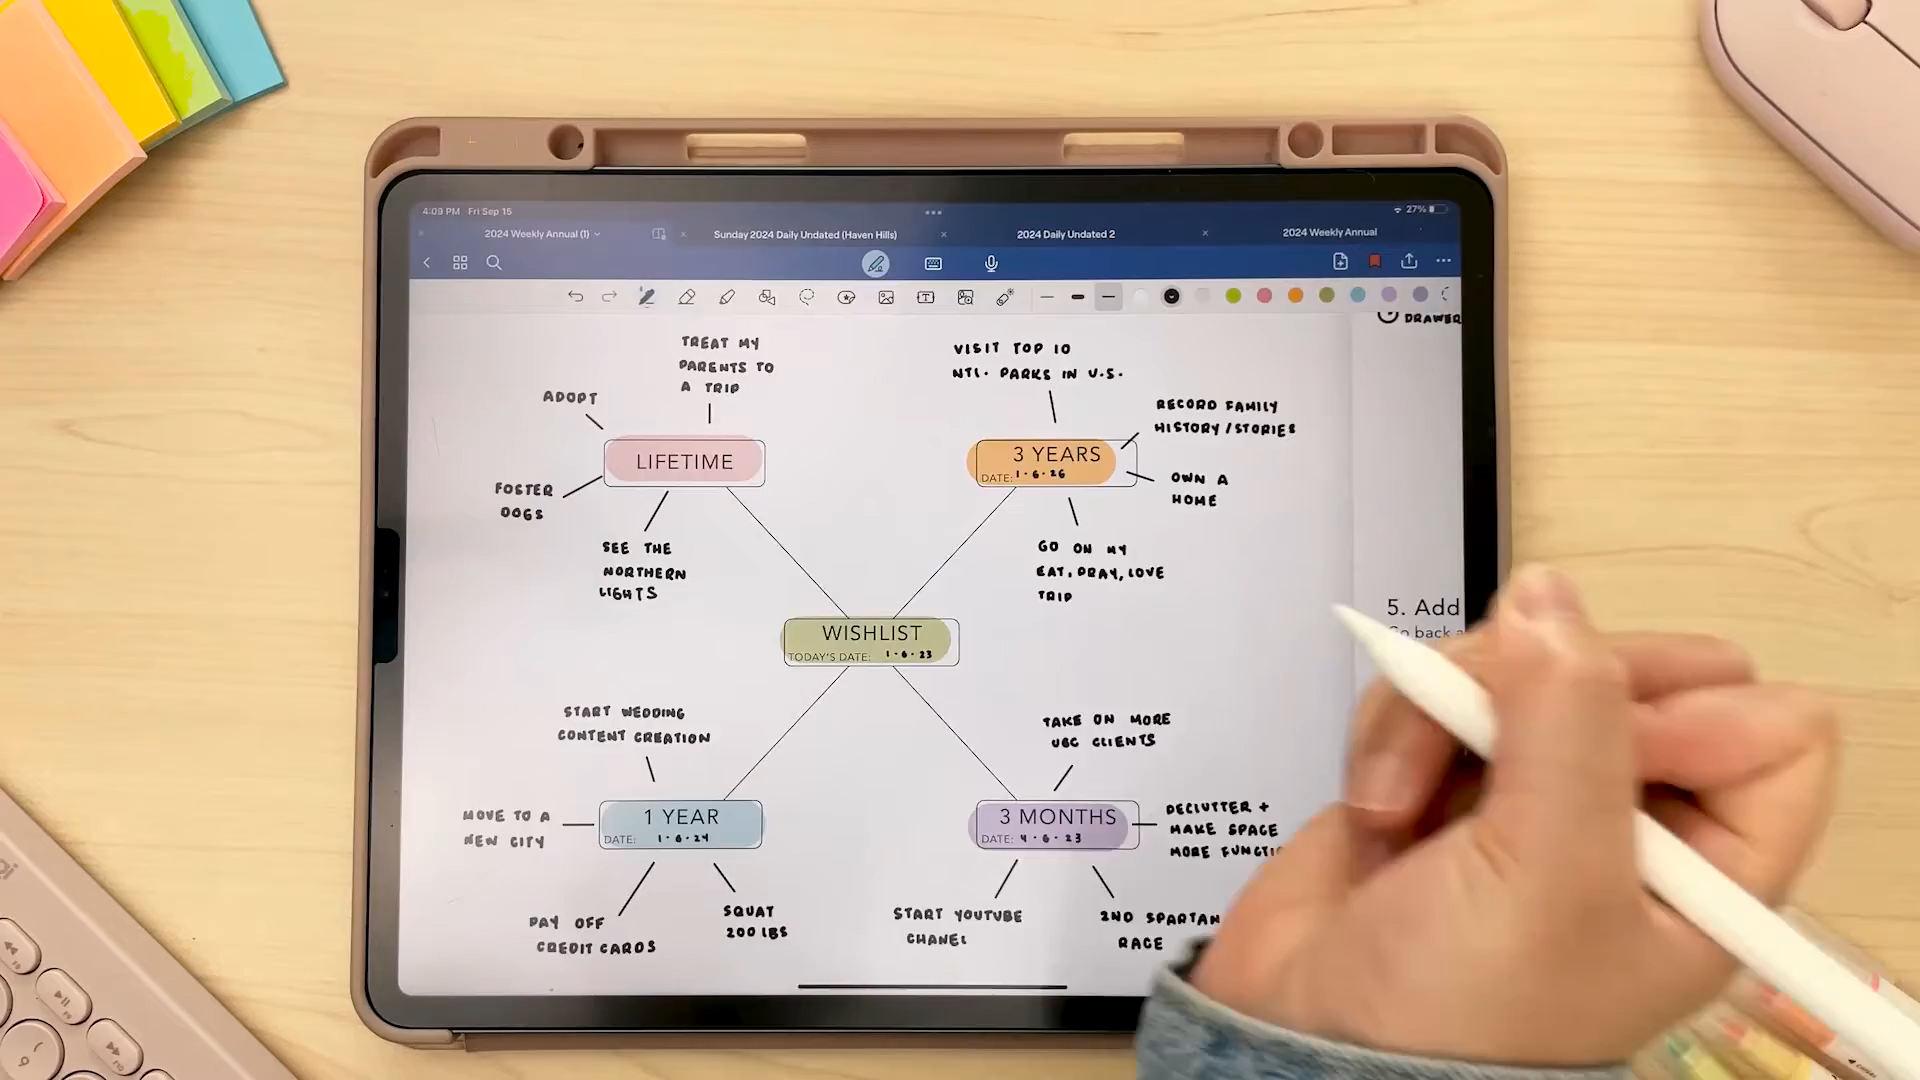 4:09 PM Fri Sep 15
27%
2024 Weekly Annual (1)
Sunday 2024 Daily Undated (Haven Hills)
2024 Daily Undated 2
2024 Weekly Annual
DRAWER
TREAT MY
PARENTS TO
A TRIP
ADOPT
LIFETIME
FOSTER
DOGS
SEE THE
NORTHERN
LIGHTS
VISIT TOP 10
NTL. PARKS IN U.S.
RECORD FAMILY
HISTORY/STORIES
3 YEARS
DATE: 1.6.26
OWN A
HOME
GO ON MY
EAT, PRAY, LOVE
TRIP
WISHLIST
TODAY'S DATE: 1.6.23
5. Add
Go back a
START WEDDING
CONTENT CREATION
1 YEAR
DATE: 1.6.24
MOVE TO A
NEW CITY
PAY OFF
CREDIT CARDS
SQUAT
200 LBS
TAKE ON MORE
UGC CLIENTS
3 MONTHS
DATE: 4.6.23
DECLUTTER +
MAKE SPACE
MORE
START YOUTUBE
CHANEL
2ND SPARTAN
RACE